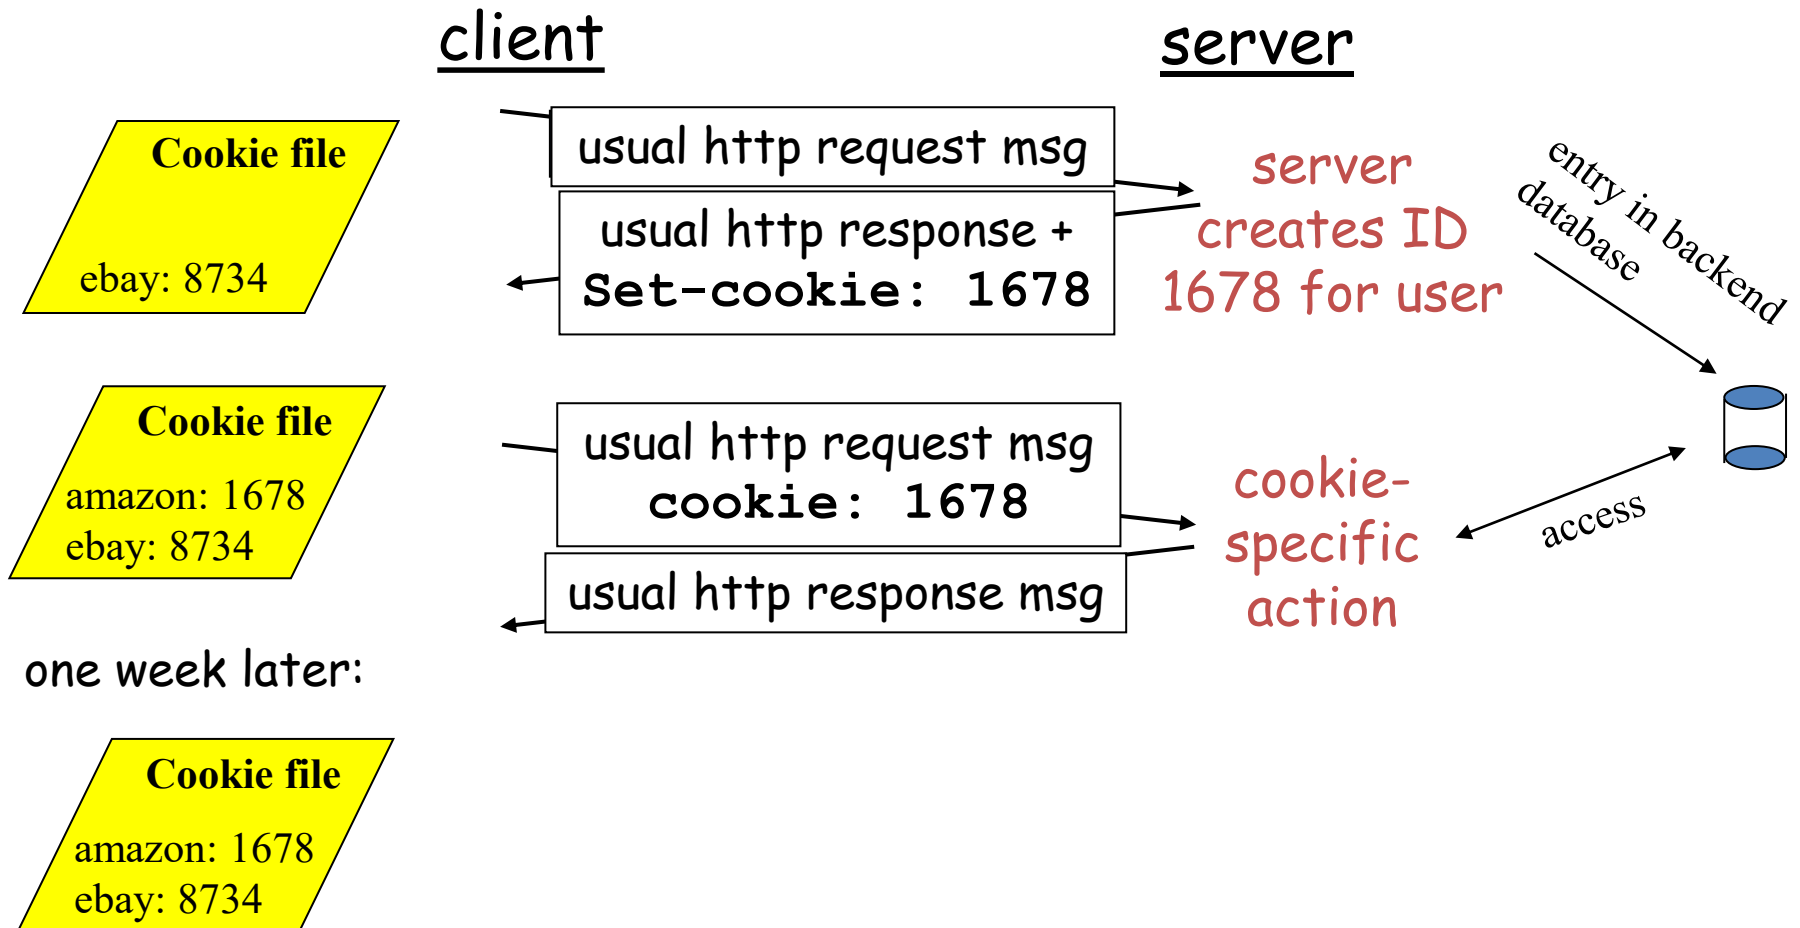 client
server
Cookie file
ebay: 8734
usual http request msg
usual http response +
Set-cookie: 1678
server
creates ID
1678 for user
entry in backend
database
Cookie file
amazon: 1678
ebay: 8734
usual http request msg
cookie: 1678
usual http response msg
cookie-
specific
action
access
one week later:
Cookie file
amazon: 1678
ebay: 8734